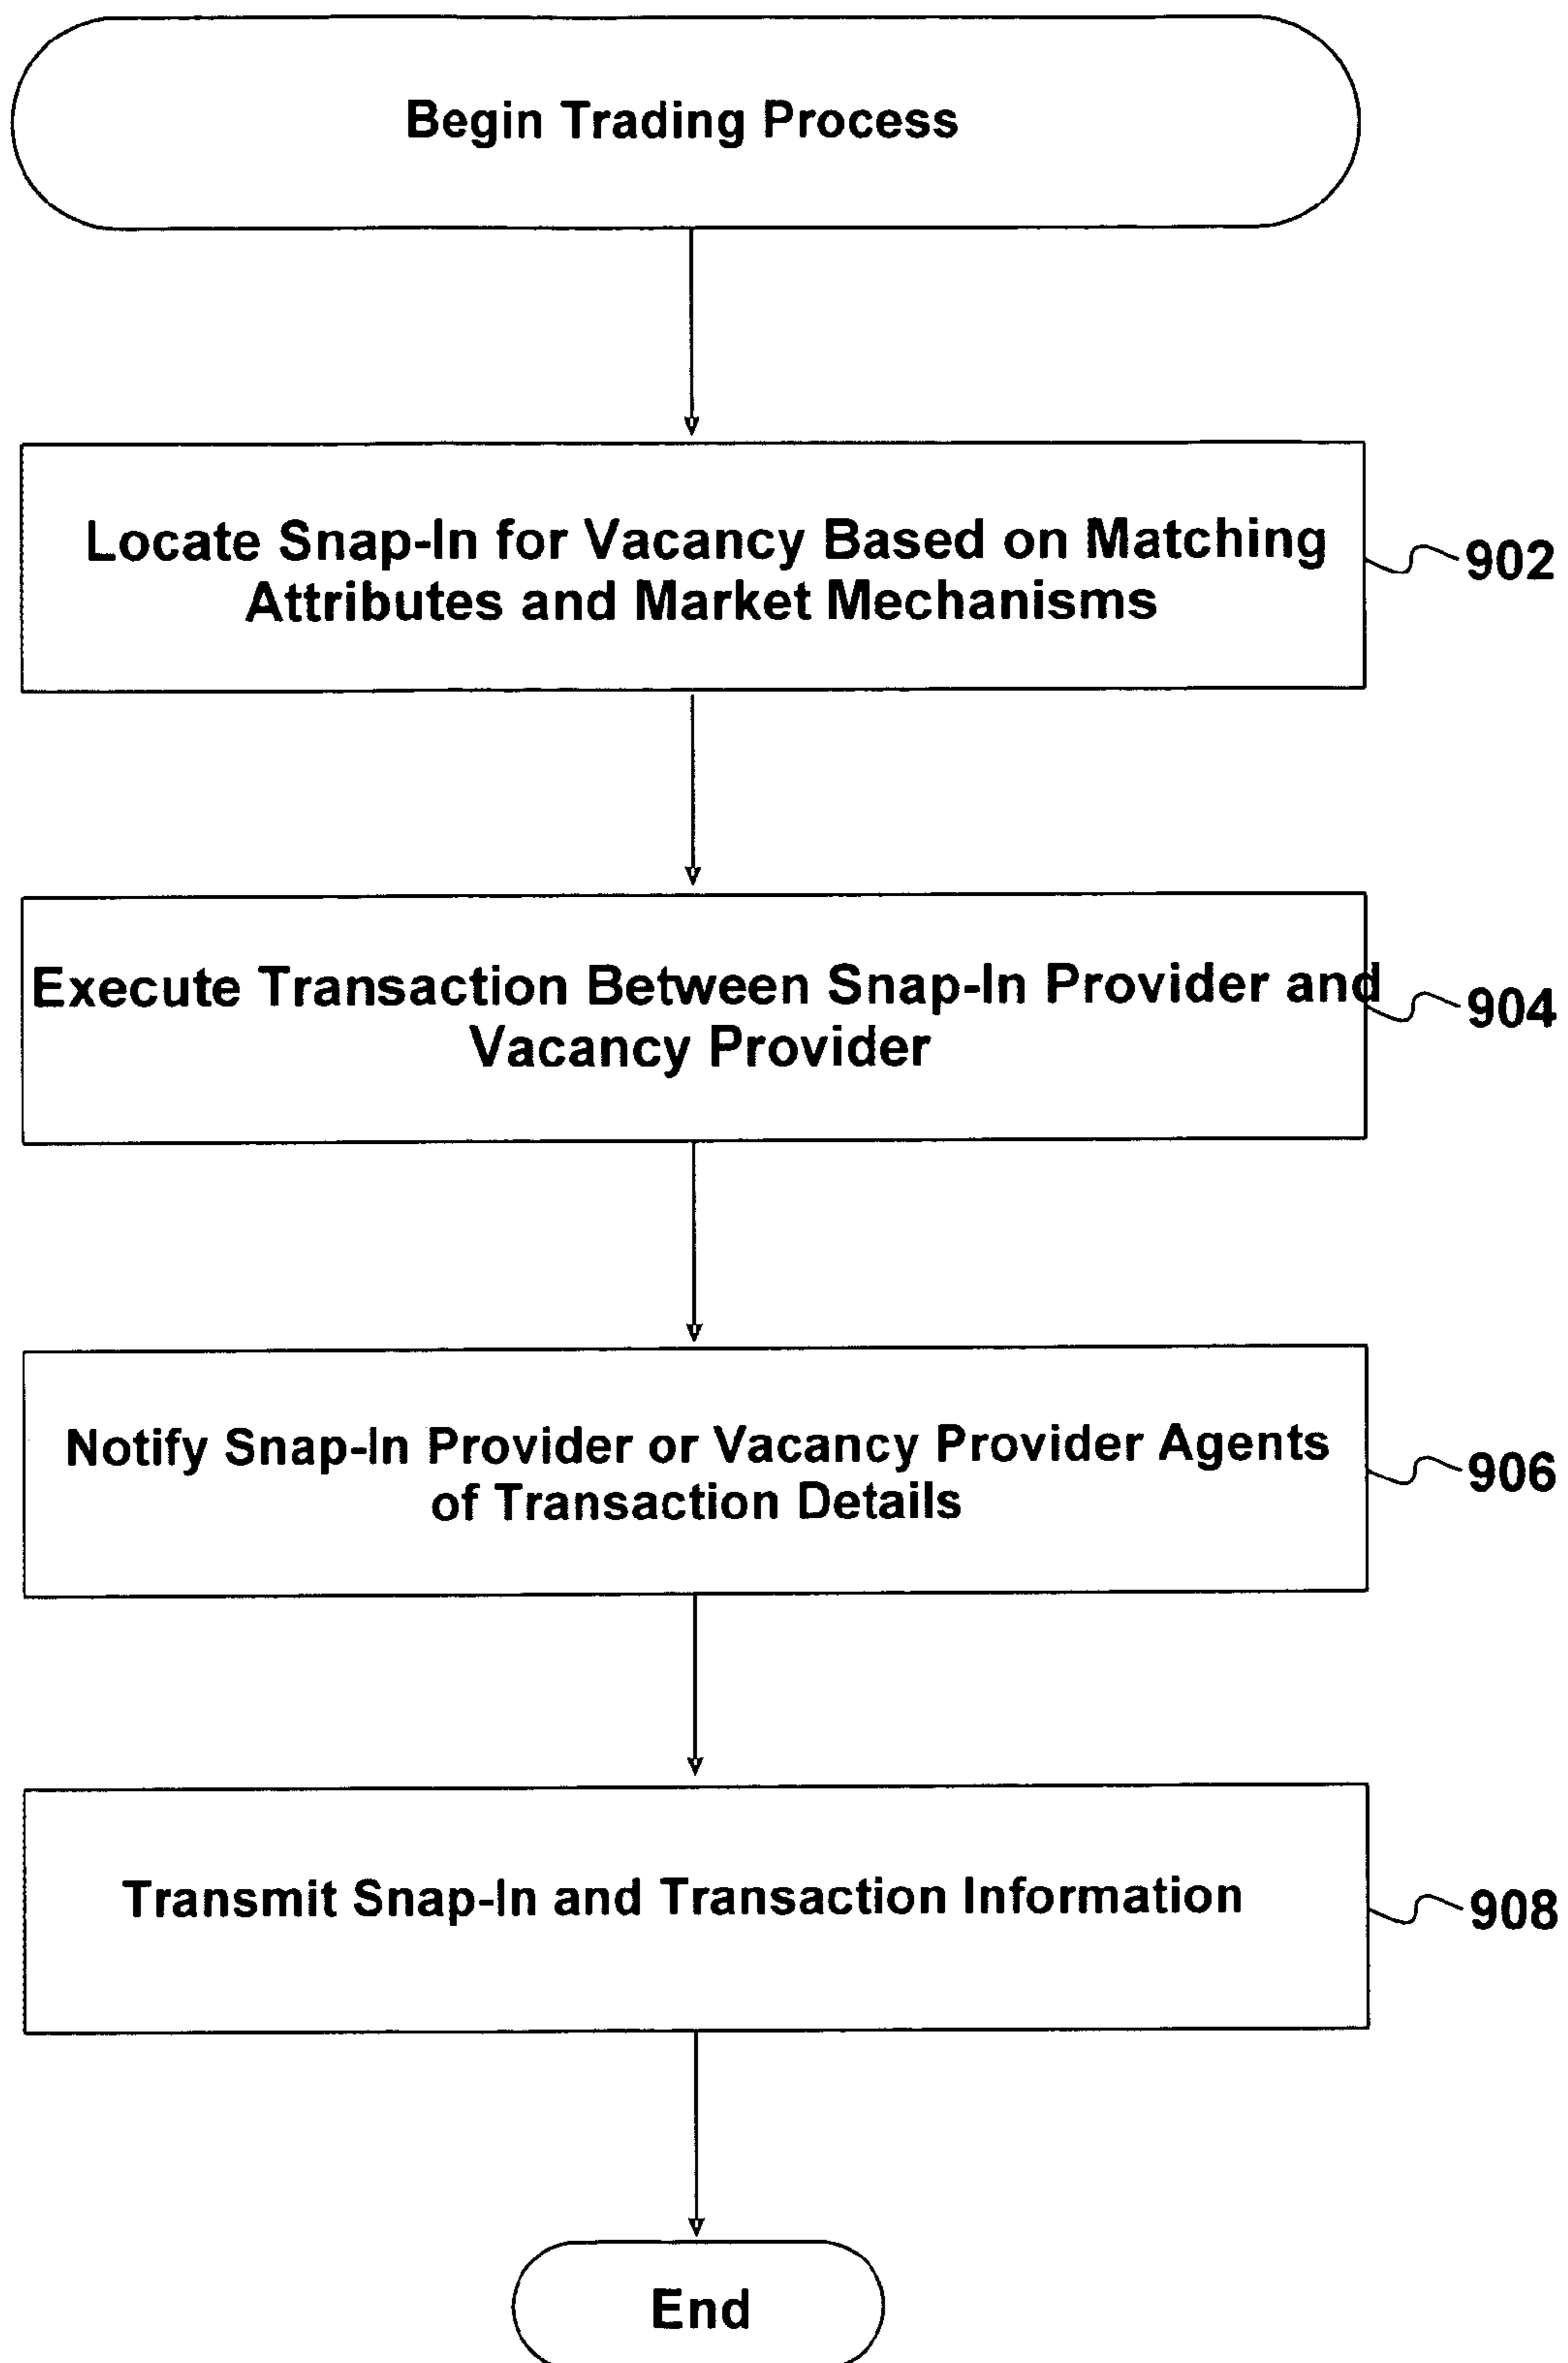 Begin Trading Process
Locate Snap-In for Vacancy Based on Matching
Attributes and Market Mechanisms
902
Execute Transaction Between Snap-In Provider and
Vacancy Provider
904
Notify Snap-In Provider or Vacancy Provider Agents
of Transaction Details
906
Transmit Snap-In and Transaction Information
908
End